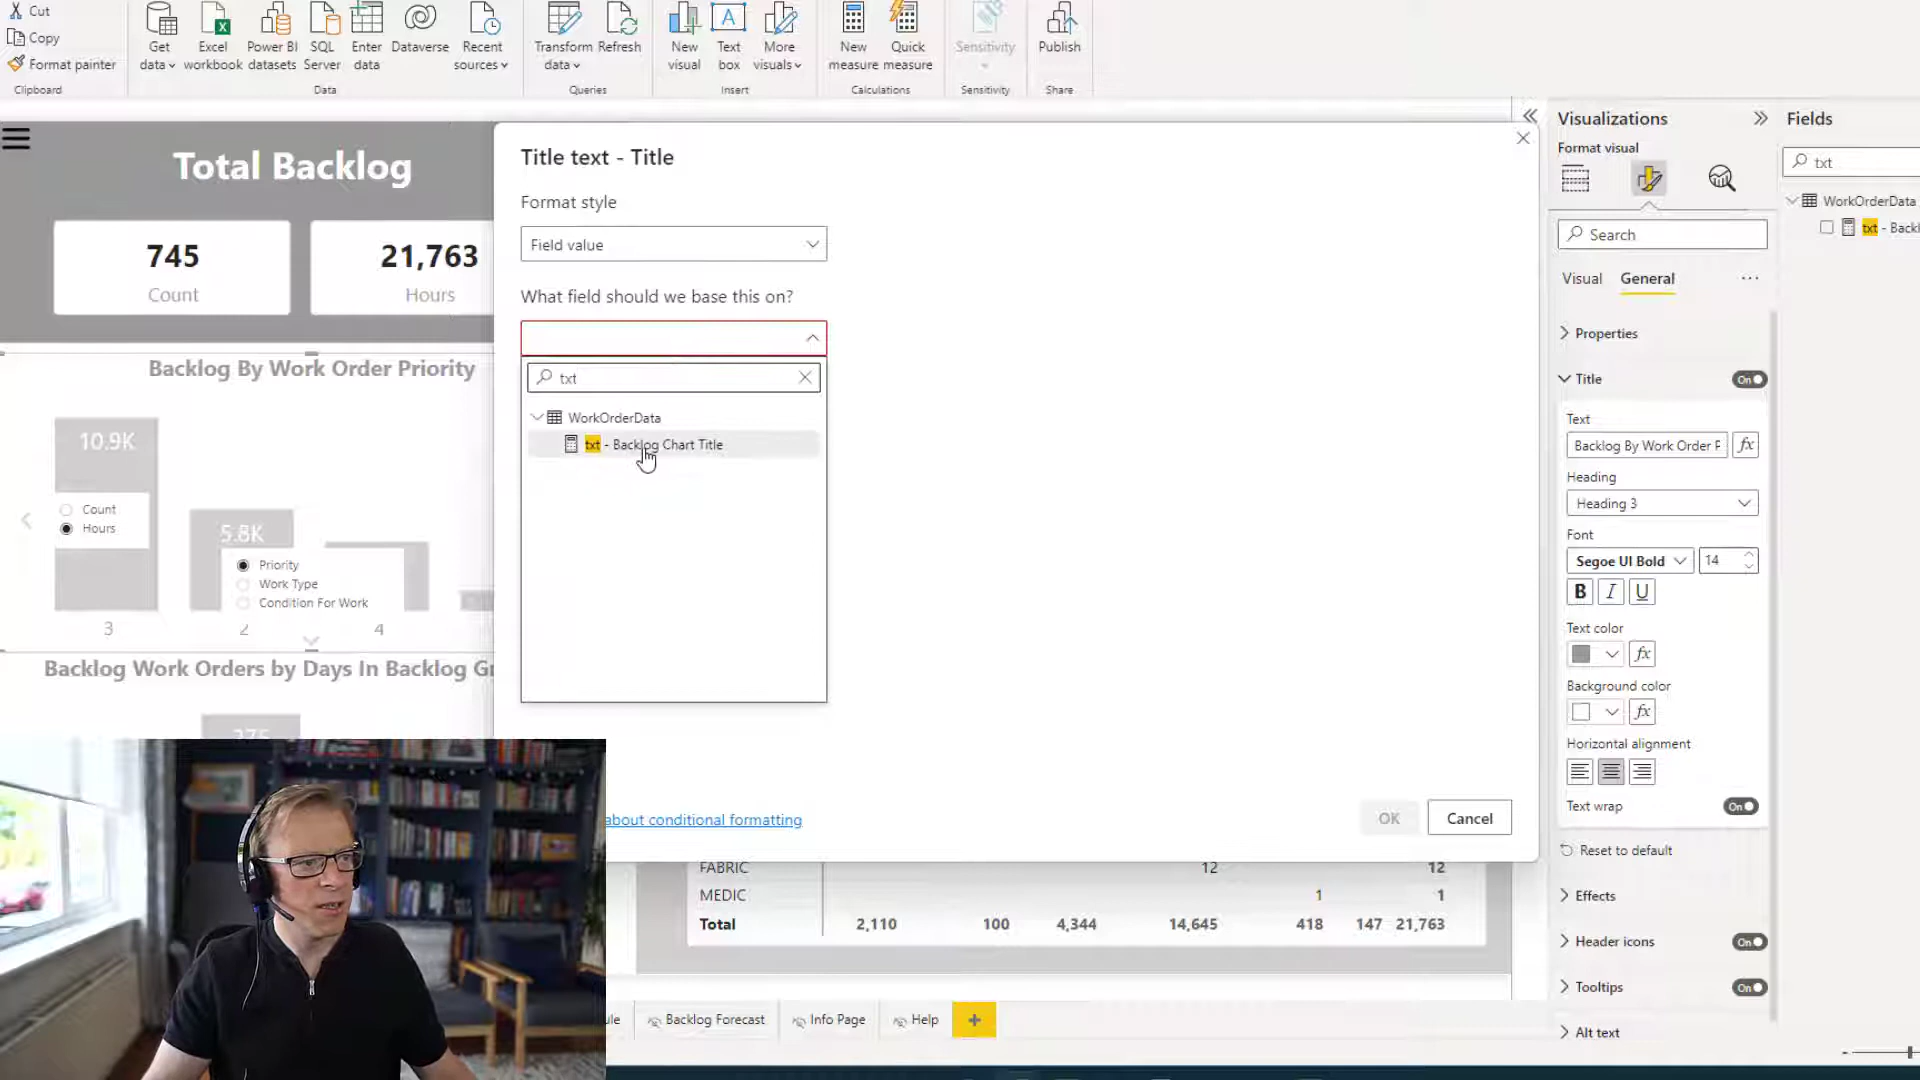 Cut
Copy
Format painter
Clipboard
Get data
Excel workbook
Power BI datasets
SQL Server
Enter data
Dataverse
Recent sources
Data
Transform data
Refresh
Queries
New visual
Text box
More visuals
Insert
New measure
Quick measure
Calculations
Sensitivity
Sensitivity
Publish
Share
Total Backlog
745
Count
21,763
Hours
Backlog By Work Order Priority
10.9K
Count
Hours
5.8K
Priority
Work Type
Condition For Work
3
2
4
Backlog Work Orders by Days In Backlog Gr
375
Title text - Title
Format style
Field value
What field should we base this on?
txt
WorkOrderData
txt - Backlog Chart Title
about conditional formatting
OK
Cancel
FABRIC 12 12
MEDIC 1 1
Total 2,110 100 4,344 14,645 418 147 21,763
Backlog Forecast
Info Page
Help
Visualizations
Format visual
Search
Visual
General
Properties
Title
On
Text
Backlog By Work Order P
fx
Heading
Heading 3
Font
Segoe UI Bold
14
B I U
Text color
fx
Background color
fx
Horizontal alignment
Text wrap
On
Reset to default
Effects
Header icons
On
Tooltips
On
Alt text
Fields
txt
WorkOrderData
txt - Backl